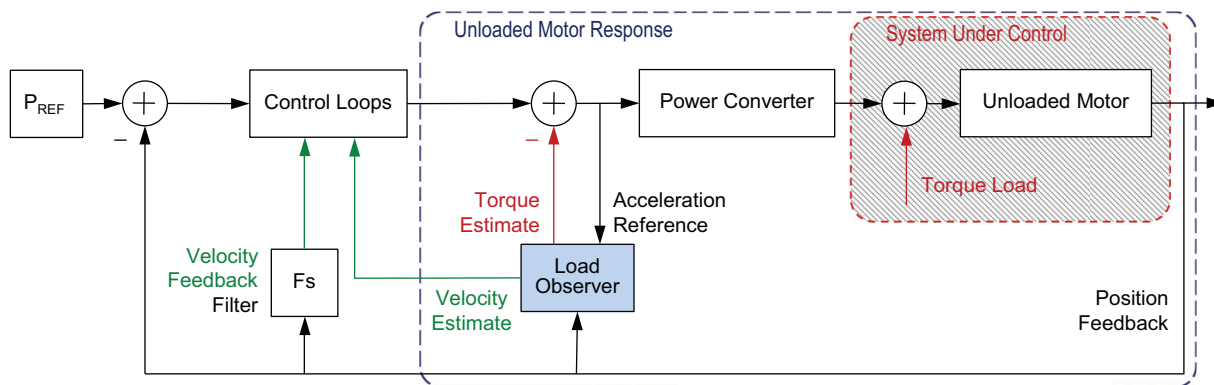 Unloaded Motor Response
System Under Control
P_REF
Control Loops
Power Converter
Unloaded Motor
–
–
Torque Load
Torque
Estimate
Acceleration
Reference
Velocity
Feedback
Filter
Fs
Load
Observer
Velocity
Estimate
Position
Feedback